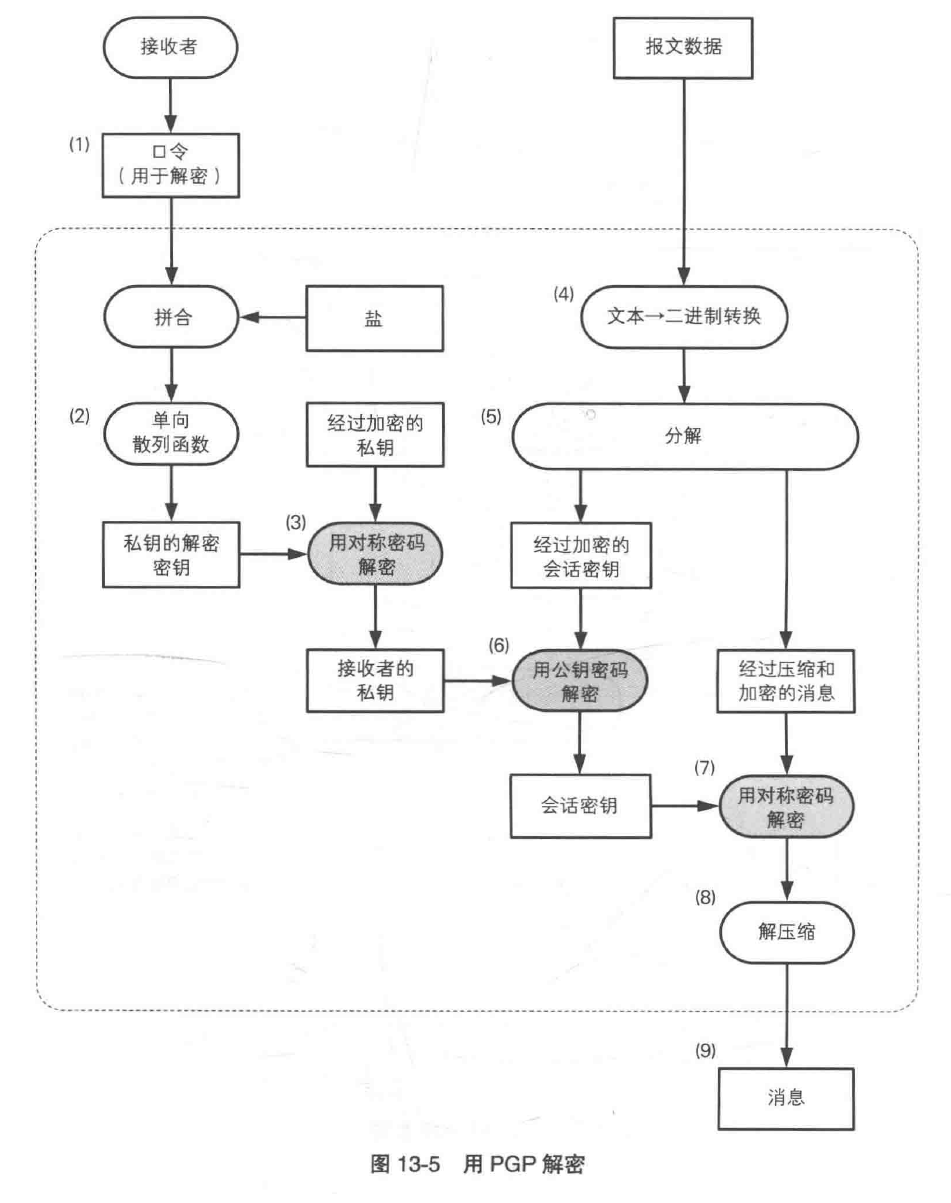 接收者
报文数据
(1)
口令
（用于解密）
拼合
盐
(4)
文本→二进制转换
(2)
单向
散列函数
经过加密的
私钥
(5)
分解
(3)
私钥的解密
密钥
用对称密码
解密
经过加密的
会话密钥
(6)
接收者的
私钥
用公钥密码
解密
经过压缩和
加密的消息
(7)
会话密钥
用对称密码
解密
(8)
解压缩
(9)
消息
图 13-5 用 PGP 解密